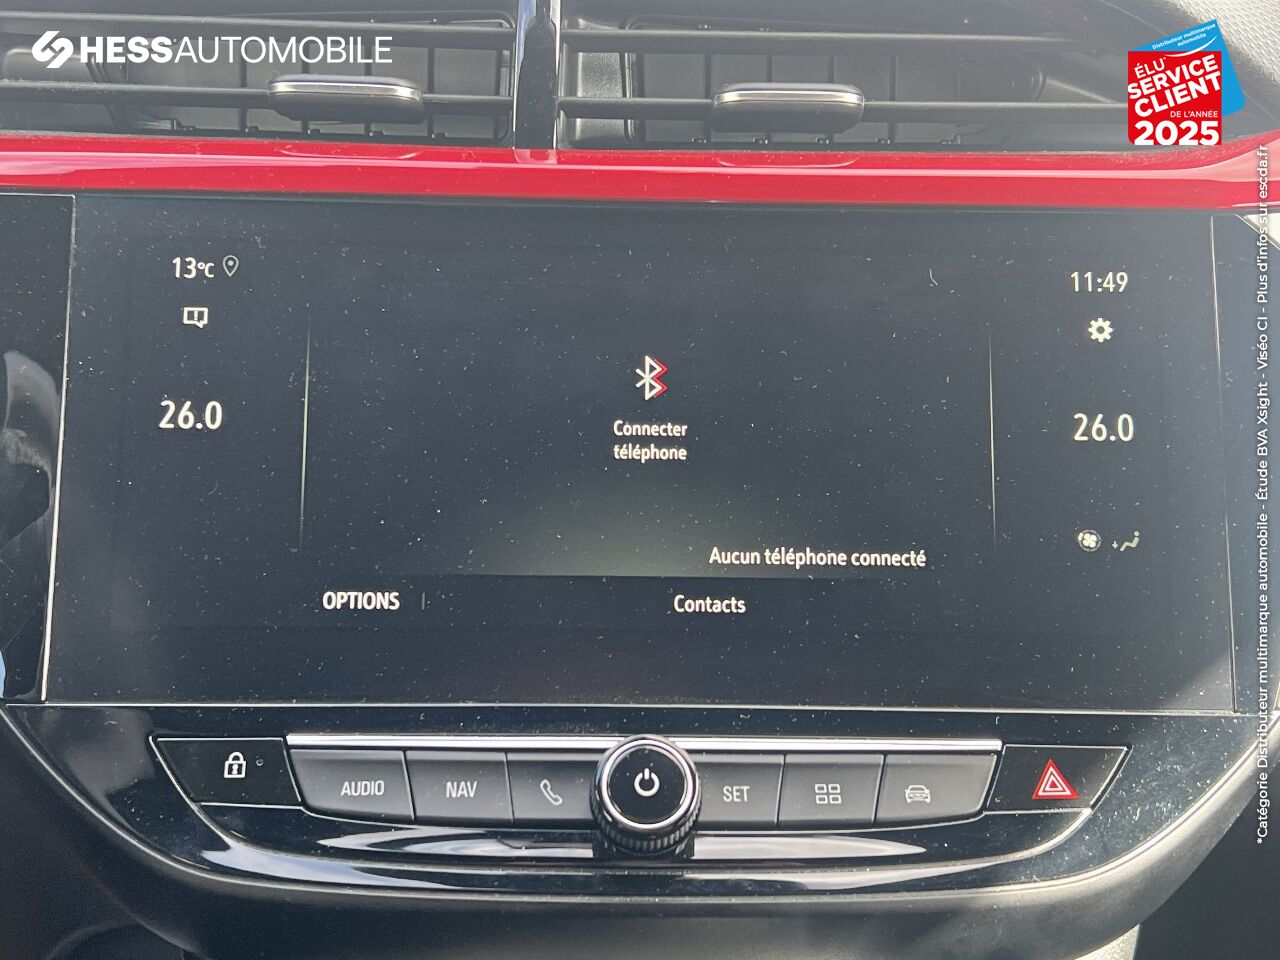 HESSAUTOMOBILE
Distributeur multimarque
automobile
ÉLU
SERVICE
CLIENT
DE L'ANNÉE
2025
*Catégorie Distributeur multimarque automobile - Étude BVA Xsight - Viséo CI - Plus d'infos sur escda.fr
13°C
11:49
26.0
26.0
Connecter
téléphone
Aucun téléphone connecté
OPTIONS
Contacts
AUDIO
NAV
SET